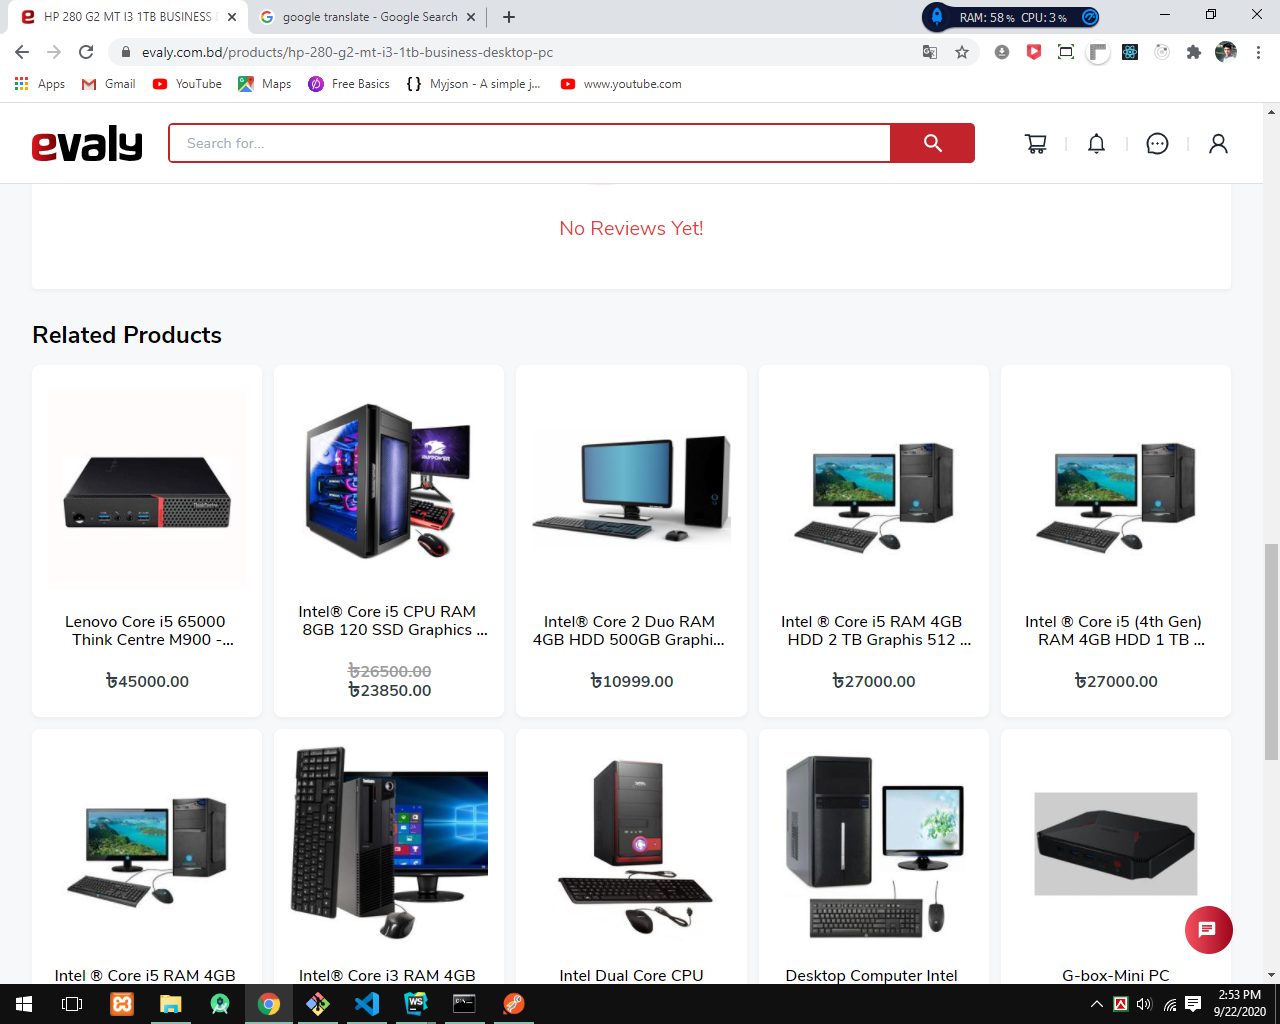 HP 280 G2 MT I3 1TB BUSINESS D
google translate - Google Search
RAM: 58 % CPU: 3 %
evaly.com.bd/products/hp-280-g2-mt-i3-1tb-business-desktop-pc
Apps
Gmail
YouTube
Maps
Free Basics
Myjson - A simple j...
www.youtube.com
evaly
Search for...
No Reviews Yet!
Related Products
Lenovo Core i5 65000
Think Centre M900 -...
৳45000.00
Intel® Core i5 CPU RAM
8GB 120 SSD Graphics ...
৳26500.00
৳23850.00
Intel® Core 2 Duo RAM
4GB HDD 500GB Graphi...
৳10999.00
Intel ® Core i5 RAM 4GB
HDD 2 TB Graphis 512 ...
৳27000.00
Intel ® Core i5 (4th Gen)
RAM 4GB HDD 1 TB ...
৳27000.00
Intel ® Core i5 RAM 4GB
Intel® Core i3 RAM 4GB
Intel Dual Core CPU
Desktop Computer Intel
G-box-Mini PC
2:53 PM
9/22/2020